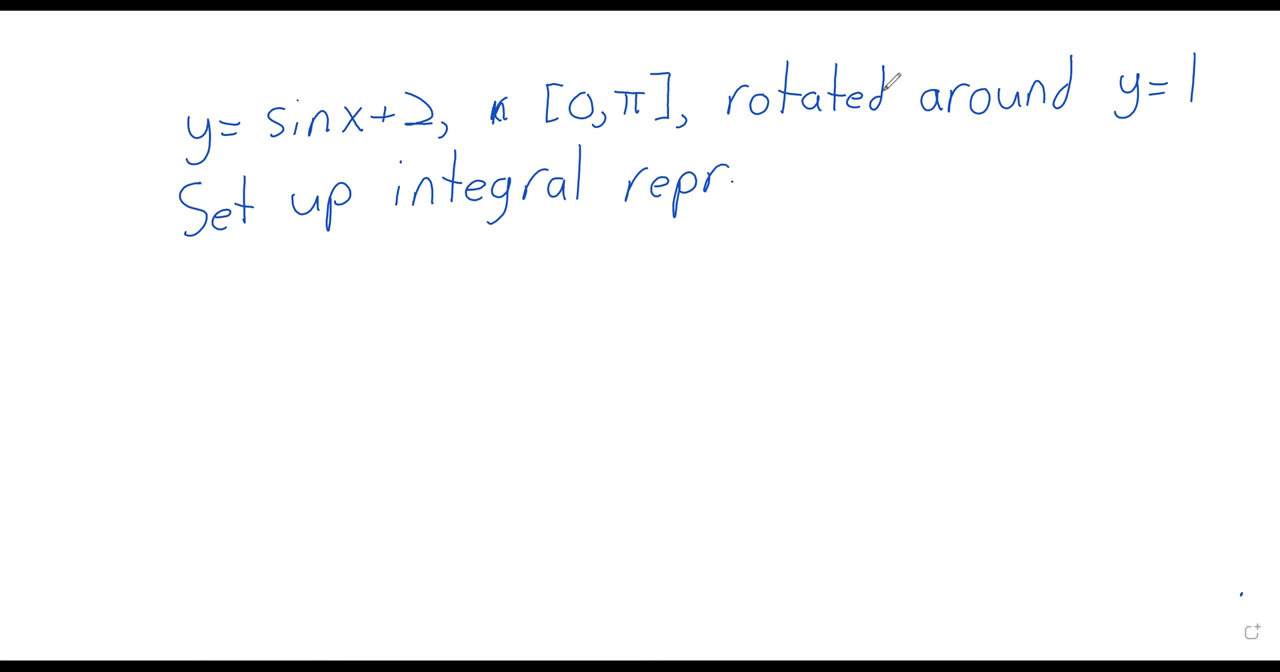 y= sinx+2, [0,π], rotated around y=1
Set up integral repr.